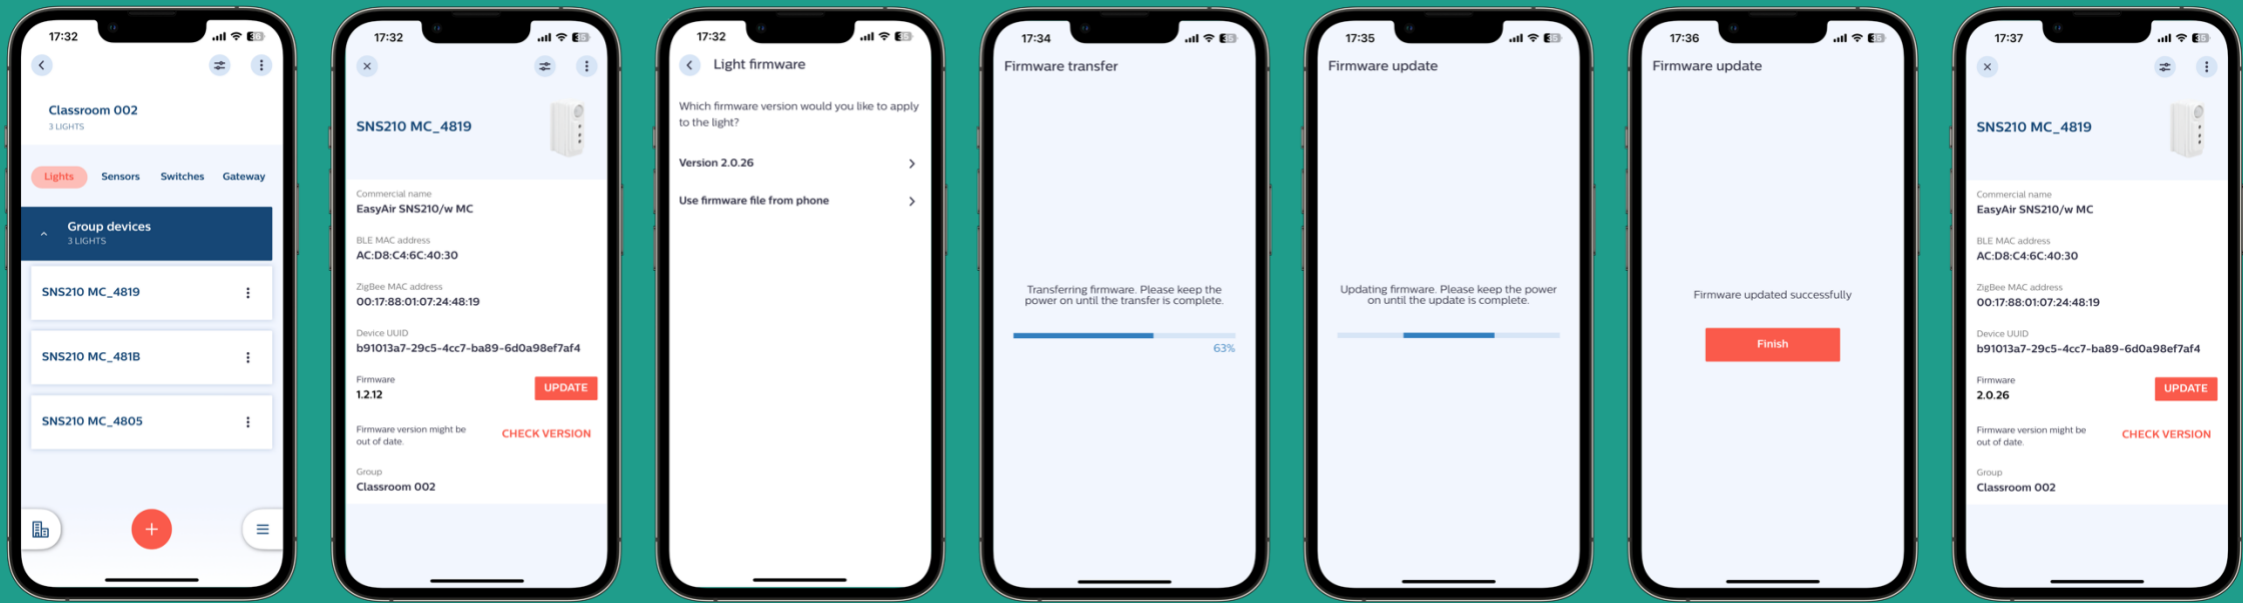 17:32
Classroom 002
3 LIGHTS
Lights Sensors Switches Gateway
Group devices
3 LIGHTS
SNS210 MC_4819
SNS210 MC_481B
SNS210 MC_4805
17:32
SNS210 MC_4819
Commercial name
EasyAir SNS210/w MC
BLE MAC address
AC:D8:C4:6C:40:30
ZigBee MAC address
00:17:88:01:07:24:48:19
Device UUID
b91013a7-29c5-4cc7-ba89-6d0a98ef7af4
Firmware
1.2.12
UPDATE
Firmware version might be
out of date.
CHECK VERSION
Group
Classroom 002
17:32
Light firmware
Which firmware version would you like to apply
to the light?
Version 2.0.26
Use firmware file from phone
17:34
Firmware transfer
Transferring firmware. Please keep the
power on until the transfer is complete.
63%
17:35
Firmware update
Updating firmware. Please keep the power
on until the update is complete.
17:36
Firmware update
Firmware updated successfully
Finish
17:37
SNS210 MC_4819
Commercial name
EasyAir SNS210/w MC
BLE MAC address
AC:D8:C4:6C:40:30
ZigBee MAC address
00:17:88:01:07:24:48:19
Device UUID
b91013a7-29c5-4cc7-ba89-6d0a98ef7af4
Firmware
2.0.26
UPDATE
Firmware version might be
out of date.
CHECK VERSION
Group
Classroom 002